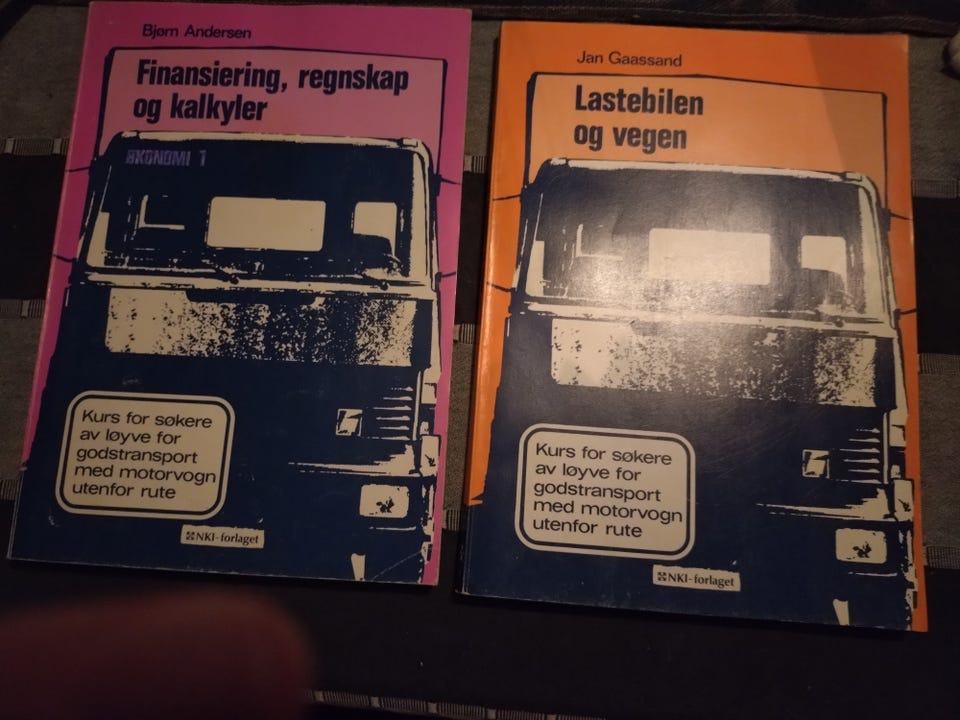 Bjørn Andersen
Finansiering, regnskap
og kalkyler
ØKONOMI 1
Kurs for søkere
av løyve for
godstransport
med motorvogn
utenfor rute
NKI-forlaget
Jan Gaassand
Lastebilen
og vegen
Kurs for søkere
av løyve for
godstransport
med motorvogn
utenfor rute
NKI-forlaget